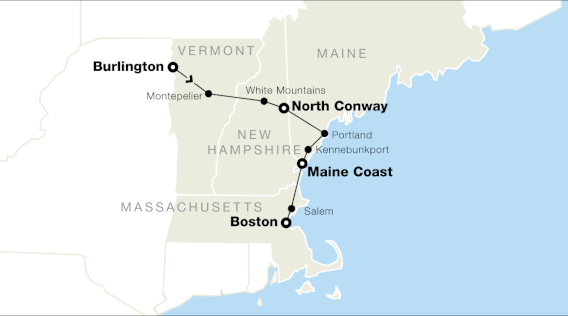 VERMONT
MAINE
Burlington
Montepelier
White Mountains
North Conway
NEW
HAMPSHIRE
Portland
Kennebunkport
Maine Coast
MASSACHUSETTS
Salem
Boston